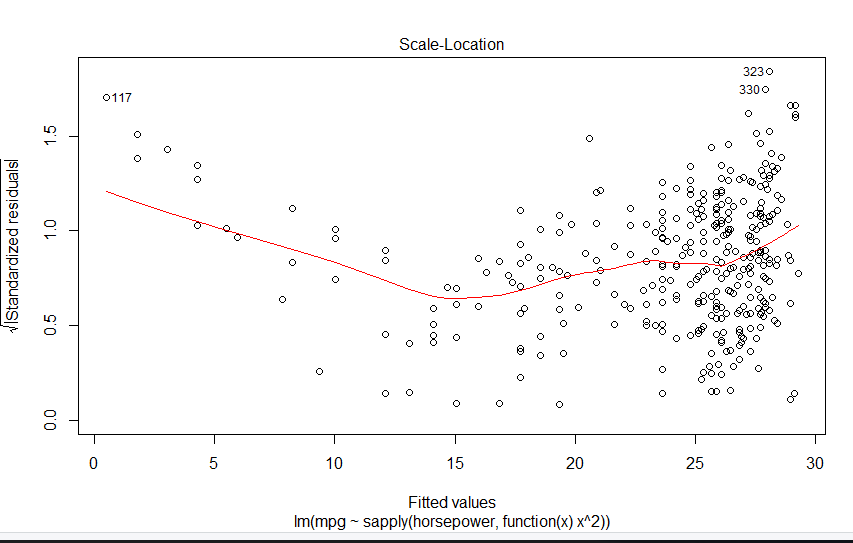 Scale-Location
√|Standardized residuals|
1.5
1.0
0.5
0.0
117
323
330
0 5 10 15 20 25 30
Fitted values
lm(mpg ~ sapply(horsepower, function(x) x^2))